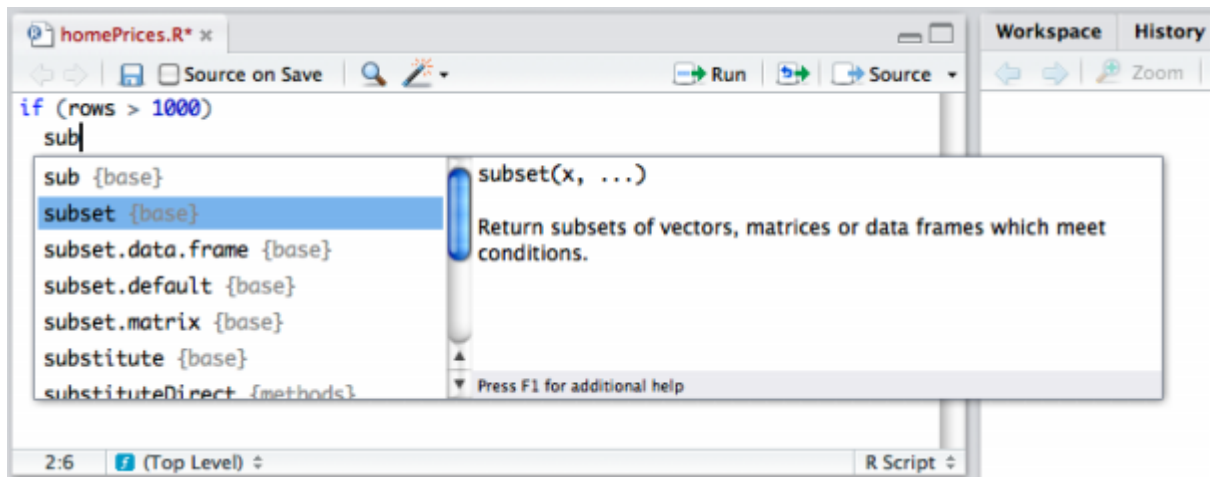 homePrices.R* ×
Workspace History
Source on Save Run Source Zoom
if (rows > 1000)
  sub
sub {base}
subset {base}
subset.data.frame {base}
subset.default {base}
subset.matrix {base}
substitute {base}
substituteDirect {methods}
subset(x, ...)
Return subsets of vectors, matrices or data frames which meet
conditions.
Press F1 for additional help
2:6 (Top Level) R Script